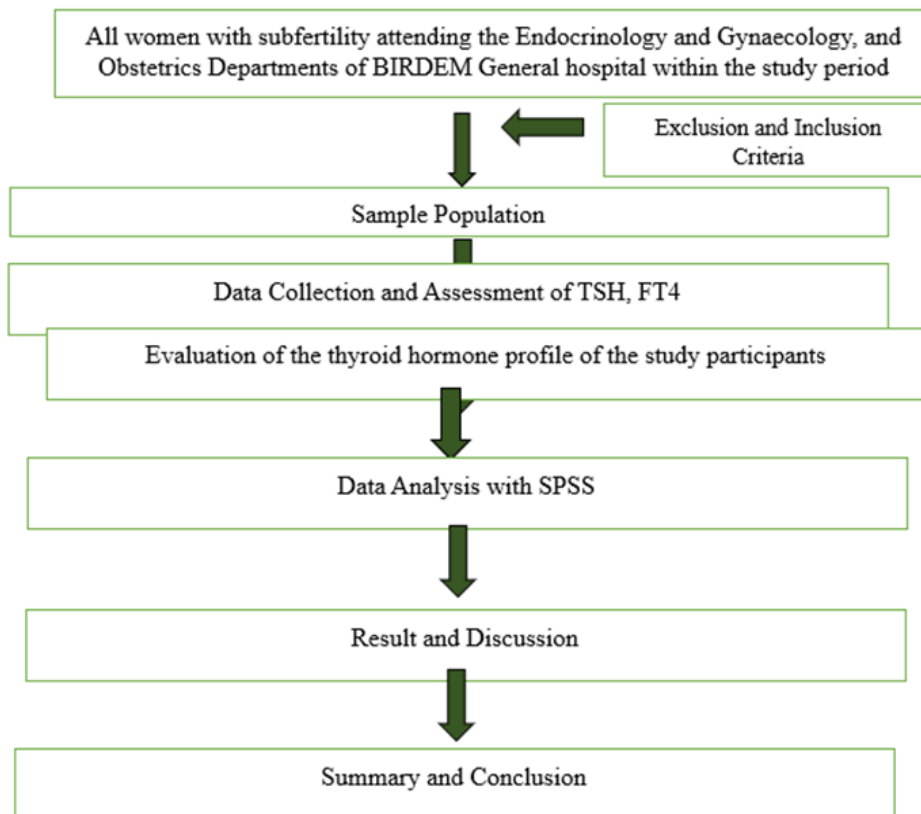 All women with subfertility attending the Endocrinology and Gynaecology, and
Obstetrics Departments of BIRDEM General hospital within the study period
Exclusion and Inclusion
Criteria
Sample Population
Data Collection and Assessment of TSH, FT4
Evaluation of the thyroid hormone profile of the study participants
Data Analysis with SPSS
Result and Discussion
Summary and Conclusion